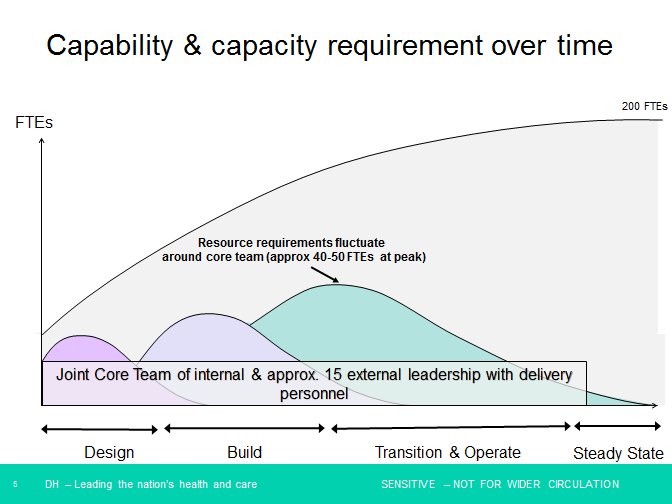 Capability & capacity requirement over time
200 FTEs
FTEs
Resource requirements fluctuate
around core team (approx 40-50 FTEs at peak)
Joint Core Team of internal & approx. 15 external leadership with delivery
personnel
Design
Build
Transition & Operate
Steady State
5
DH – Leading the nation's health and care
SENSITIVE – NOT FOR WIDER CIRCULATION